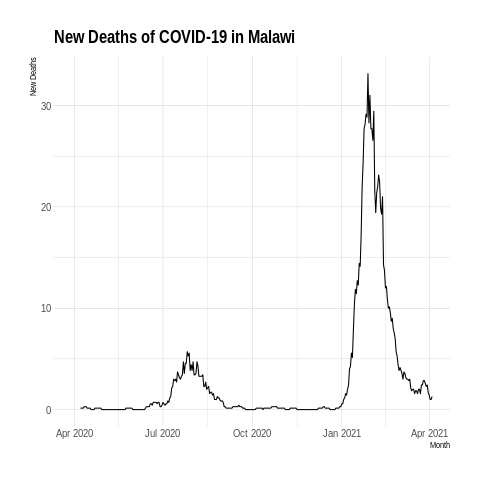 New Deaths of COVID-19 in Malawi
New Deaths
30
20
10
0
Apr 2020 Jul 2020 Oct 2020 Jan 2021 Apr 2021
Month